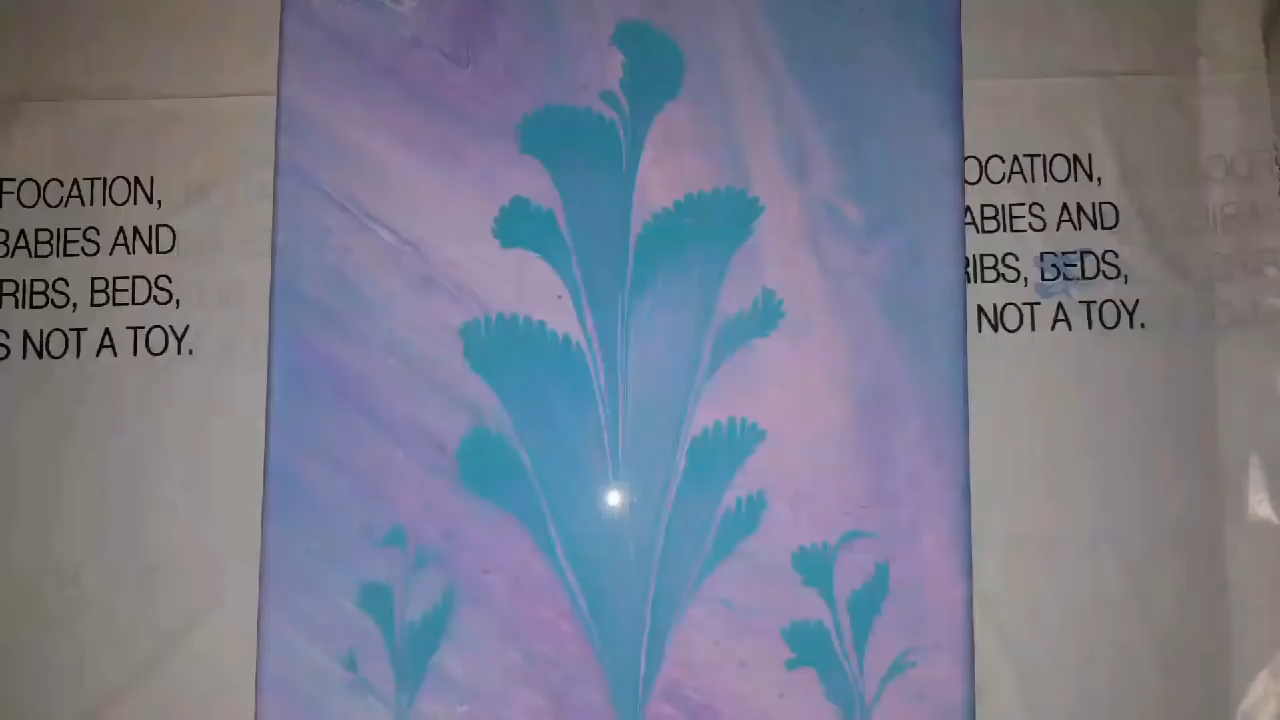 FOCATION,
BABIES AND
RIBS, BEDS,
S NOT A TOY.
OCATION,
ABIES AND
RIBS, BEDS,
NOT A TOY.